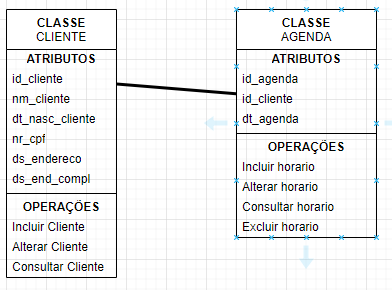 CLASSE
CLIENTE
ATRIBUTOS
id_cliente
nm_cliente
dt_nasc_cliente
nr_cpf
ds_endereco
ds_end_compl
OPERAÇÕES
Incluir Cliente
Alterar Cliente
Consultar Cliente
CLASSE
AGENDA
ATRIBUTOS
id_agenda
id_cliente
dt_agenda
OPERAÇÕES
Incluir horario
Alterar horario
Consultar horario
Excluir horario